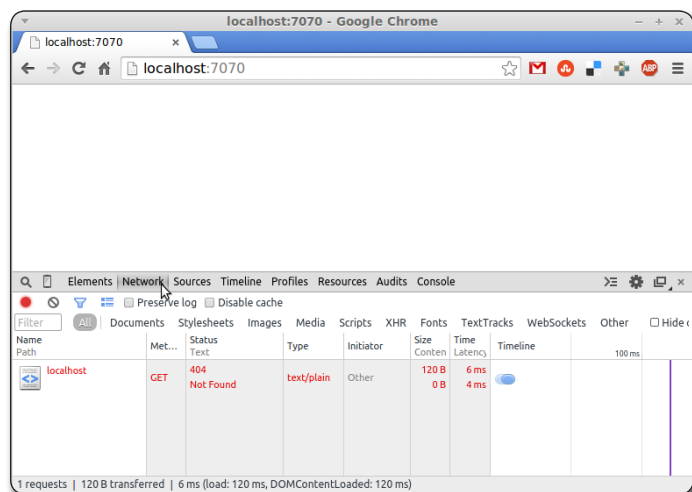 localhost:7070 - Google Chrome
localhost:7070 ×
localhost:7070 ABP
Elements Network Sources Timeline Profiles Resources Audits Console
Preserve log Disable cache
Filter All Documents Stylesheets Images Media Scripts XHR Fonts TextTracks WebSockets Other Hide
Name Met... Status Type Initiator Size Time Timeline
Path Text Conten Latency 100 ms
localhost GET 404 text/plain Other 120 B 6 ms
Not Found 0 B 4 ms
1 requests | 120 B transferred | 6 ms (load: 120 ms, DOMContentLoaded: 120 ms)